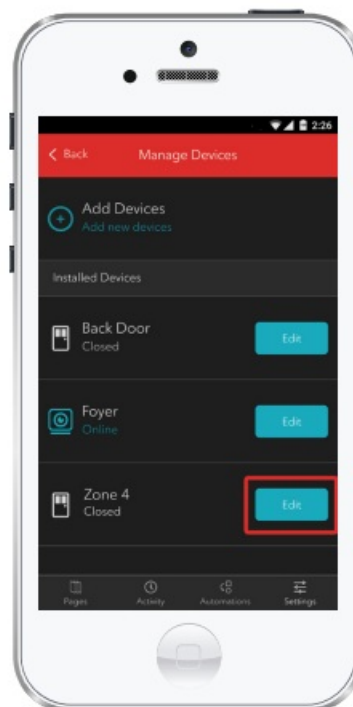 2:26
Back Manage Devices
Add Devices
Add new devices
Installed Devices
Back Door
Closed
Edit
Foyer
Online
Edit
Zone 4
Closed
Edit
Pages Activity Automations Settings